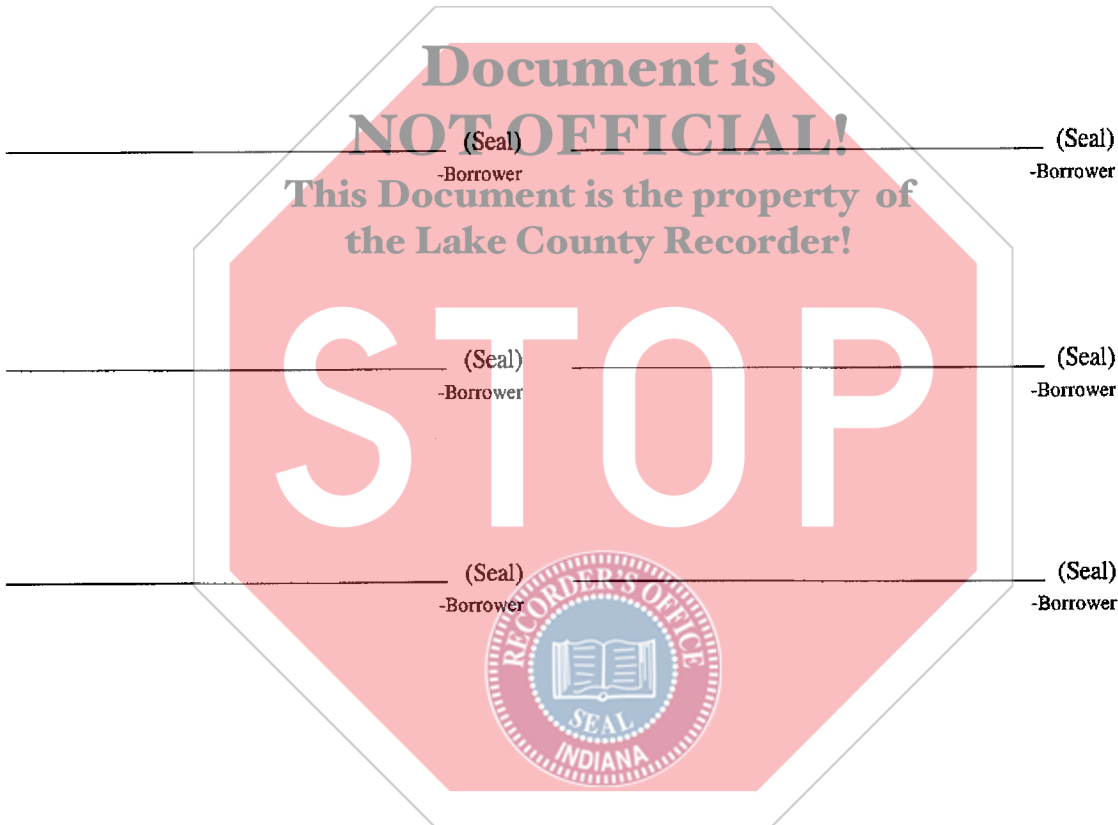 Document is
NOT OFFICIAL!
(Seal) (Seal)
-Borrower -Borrower
This Document is the property of
the Lake County Recorder!
STOP
(Seal) (Seal)
-Borrower -Borrower
(Seal) (Seal)
-Borrower -Borrower
RECORDER'S OFFICE
SEAL
INDIANA